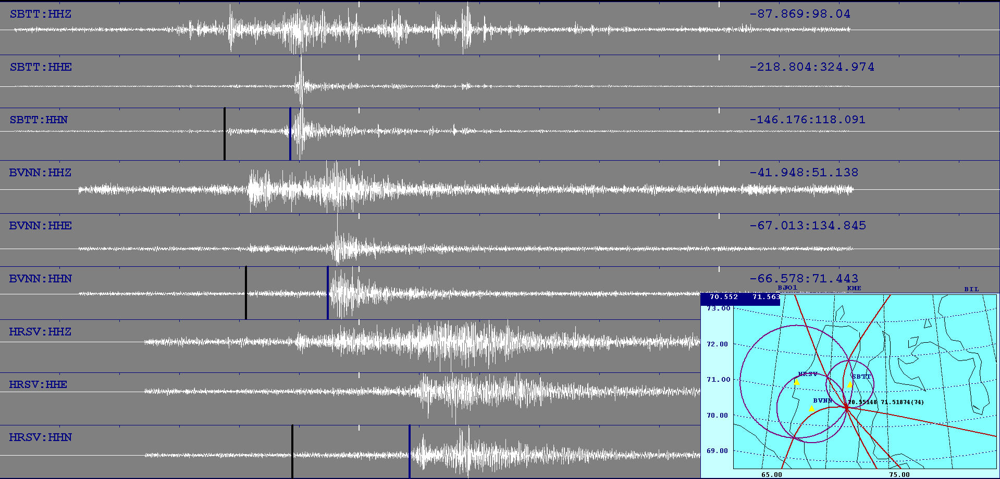 SBTT:HHZ -87.869:98.04
SBTT:HHE -218.804:324.974
SBTT:HHN -146.176:118.091
BVNN:HHZ -41.948:51.138
BVNN:HHE -67.013:134.845
BVNN:HHN -66.578:71.443
BJO1 KHE BIL
70.552 71.563
73.00
HRSV:HHZ
72.00
HRSV SBTT
71.00
HRSV:HHE
BVNN 70.55148 71.51874(74)
70.00
HRSV:HHN
69.00
65.00 75.00